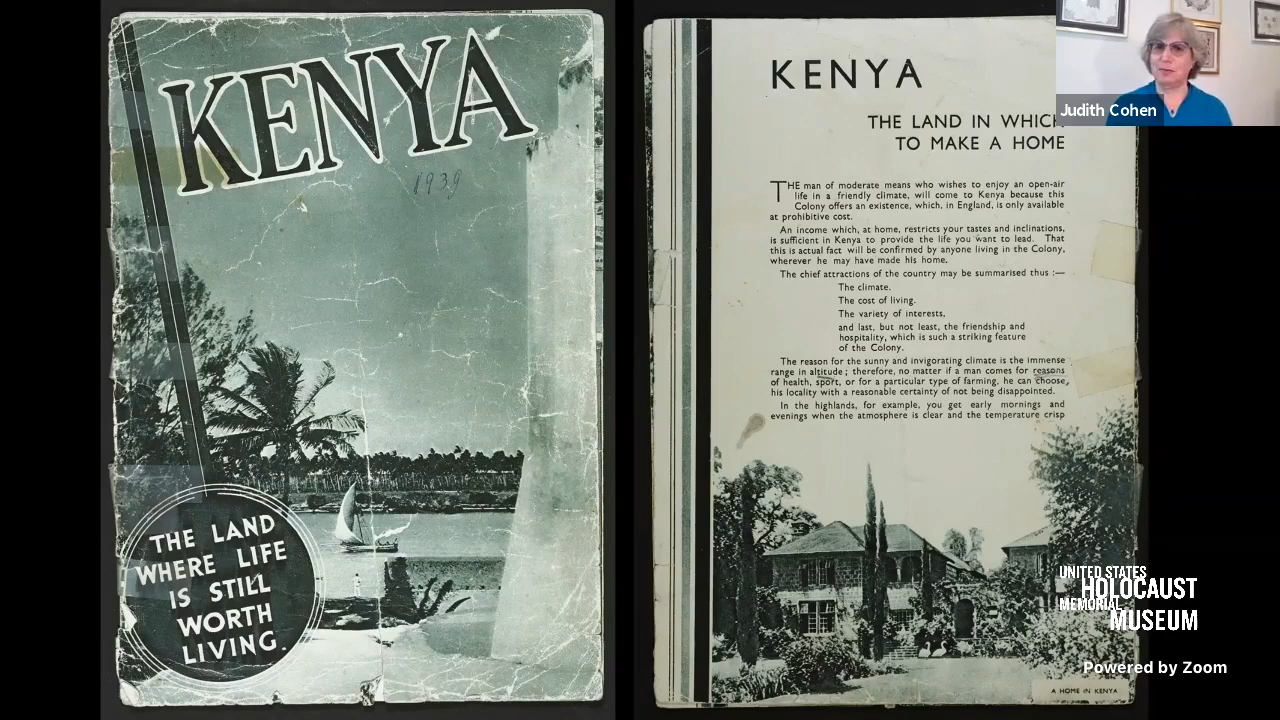 KENYA
1939
THE LAND
WHERE LIFE
IS STILL
WORTH
LIVING.
KENYA
THE LAND IN WHICH
TO MAKE A HOME
THE man of moderate means who wishes to enjoy an open-air
life in a friendly climate, will come to Kenya because this
Colony offers an existence, which, in England, is only available
at prohibitive cost.
An income which, at home, restricts your tastes and inclinations,
is sufficient in Kenya to provide the life you want to lead. That
this is actual fact will be confirmed by anyone living in the Colony,
wherever he may have made his home.
The chief attractions of the country may be summarised thus :—
The climate.
The cost of living.
The variety of interests,
and last, but not least, the friendship and
hospitality, which is such a striking feature
of the Colony.
The reason for the sunny and invigorating climate is the immense
range in altitude ; therefore, no matter if a man comes for reasons
of health, sport, or for a particular type of farming, he can choose,
his locality with a reasonable certainty of not being disappointed.
In the highlands, for example, you get early mornings and
evenings when the atmosphere is clear and the temperature crisp
A HOME IN KENYA
Judith Cohen
UNITED STATES
HOLOCAUST
MEMORIAL
MUSEUM
Powered by Zoom